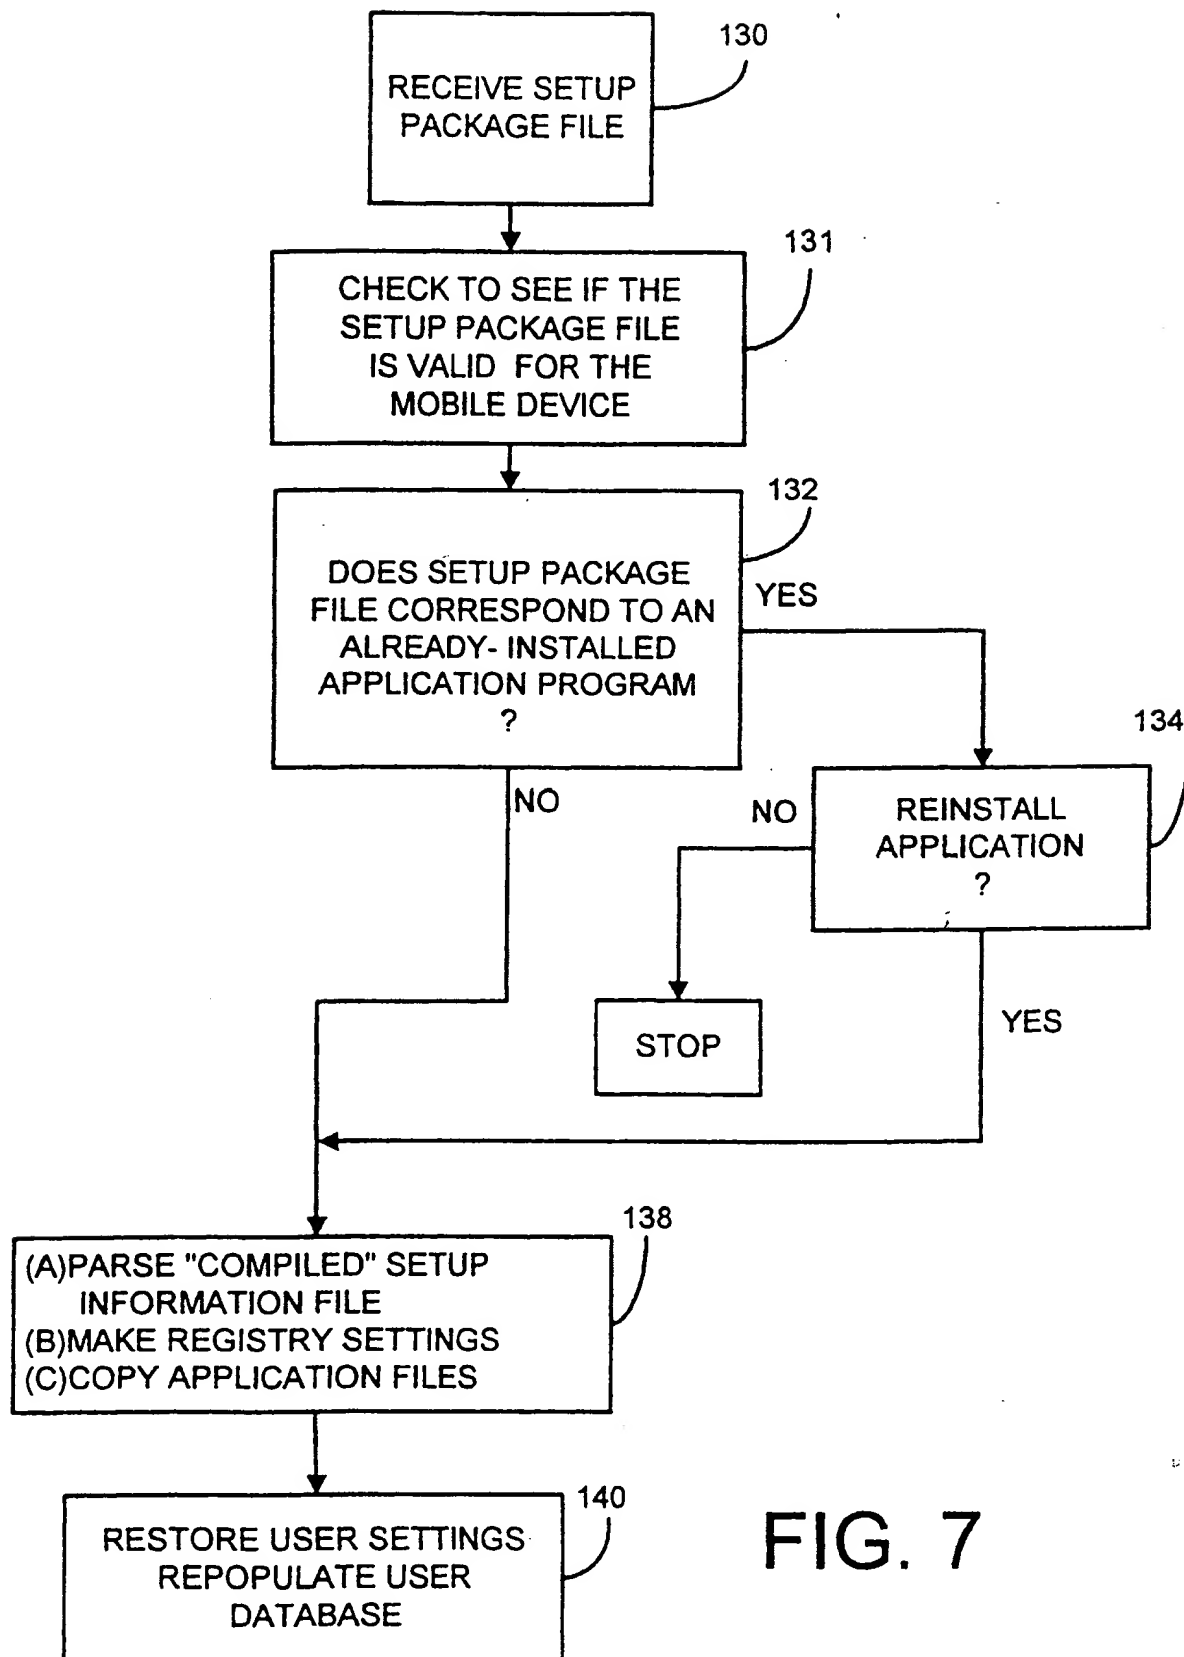 130
RECEIVE SETUP
PACKAGE FILE
131
CHECK TO SEE IF THE
SETUP PACKAGE FILE
IS VALID FOR THE
MOBILE DEVICE
132
DOES SETUP PACKAGE
FILE CORRESPOND TO AN
ALREADY- INSTALLED
APPLICATION PROGRAM
?
YES
NO
134
REINSTALL
APPLICATION
?
NO
STOP
YES
138
(A)PARSE "COMPILED" SETUP
INFORMATION FILE
(B)MAKE REGISTRY SETTINGS
(C)COPY APPLICATION FILES
140
RESTORE USER SETTINGS
REPOPULATE USER
DATABASE
FIG. 7